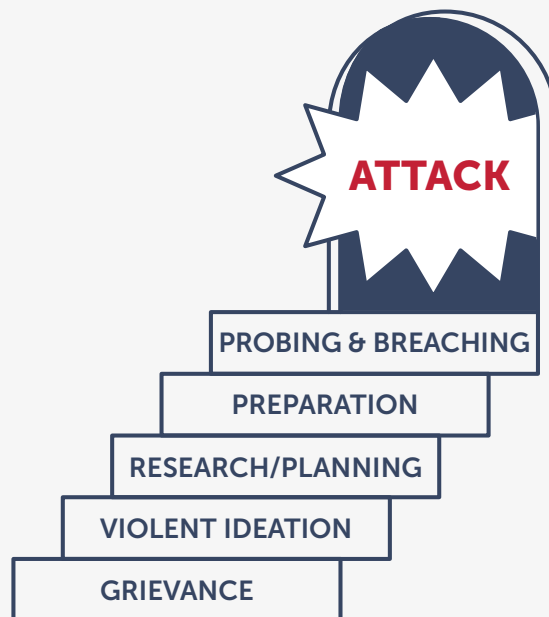 ATTACK
PROBING & BREACHING
PREPARATION
RESEARCH/PLANNING
VIOLENT IDEATION
GRIEVANCE